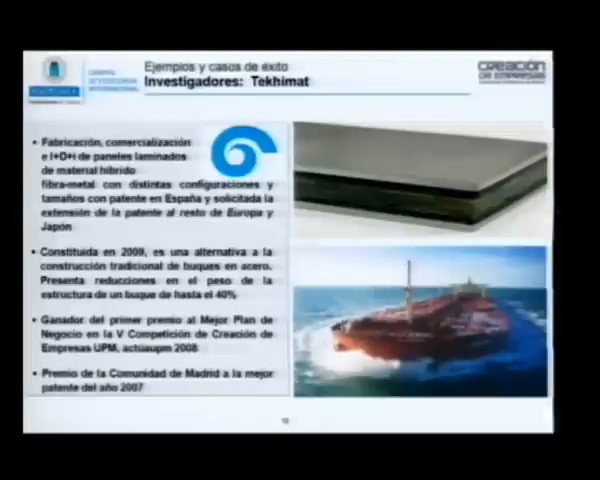 Ejemplos y casos de éxito
Investigadores: Tekhimat
CREACIÓN
DE EMPRESAS
• Fabricación, comercialización
e I+D+i de paneles laminados
de material híbrido
fibra-metal con distintas configuraciones y
tamaños con patente en España y solicitada la
extensión de la patente al resto de Europa y
Japón
• Constituida en 2009, es una alternativa a la
construcción tradicional de buques en acero.
Presenta reducciones en el peso de la
estructura de un buque de hasta el 40%
• Ganador del primer premio al Mejor Plan de
Negocio en la V Competición de Creación de
Empresas UPM, actúaupm 2008
• Premio de la Comunidad de Madrid a la mejor
patente del año 2007